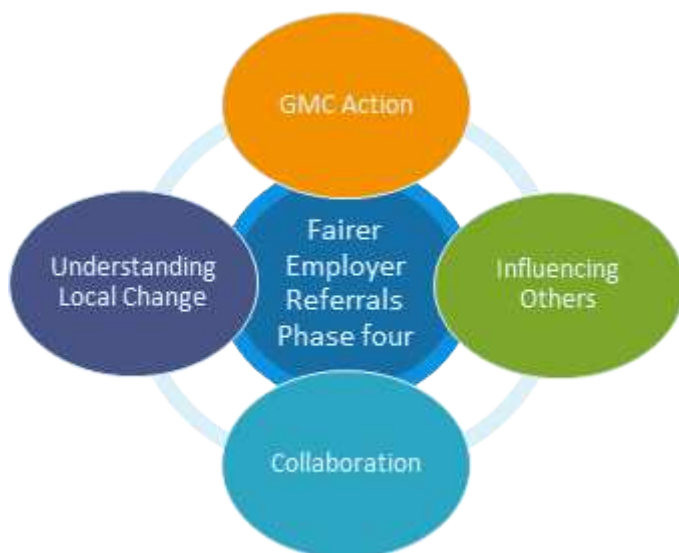 GMC Action
Understanding
Local Change
Fairer
Employer
Referrals
Phase four
Influencing
Others
Collaboration